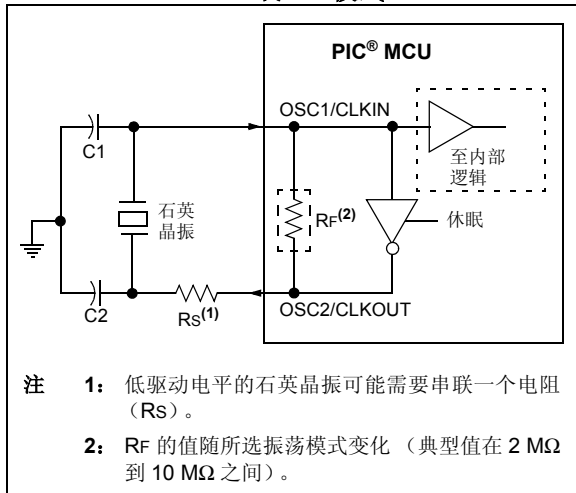 PIC® MCU
OSC1/CLKIN
C1
至内部
逻辑
石英
晶振
RF(2)
休眠
C2
RS(1)
OSC2/CLKOUT
注 1： 低驱动电平的石英晶振可能需要串联一个电阻
（RS）。
2： RF 的值随所选振荡模式变化 （典型值在 2 MΩ
到 10 MΩ 之间）。